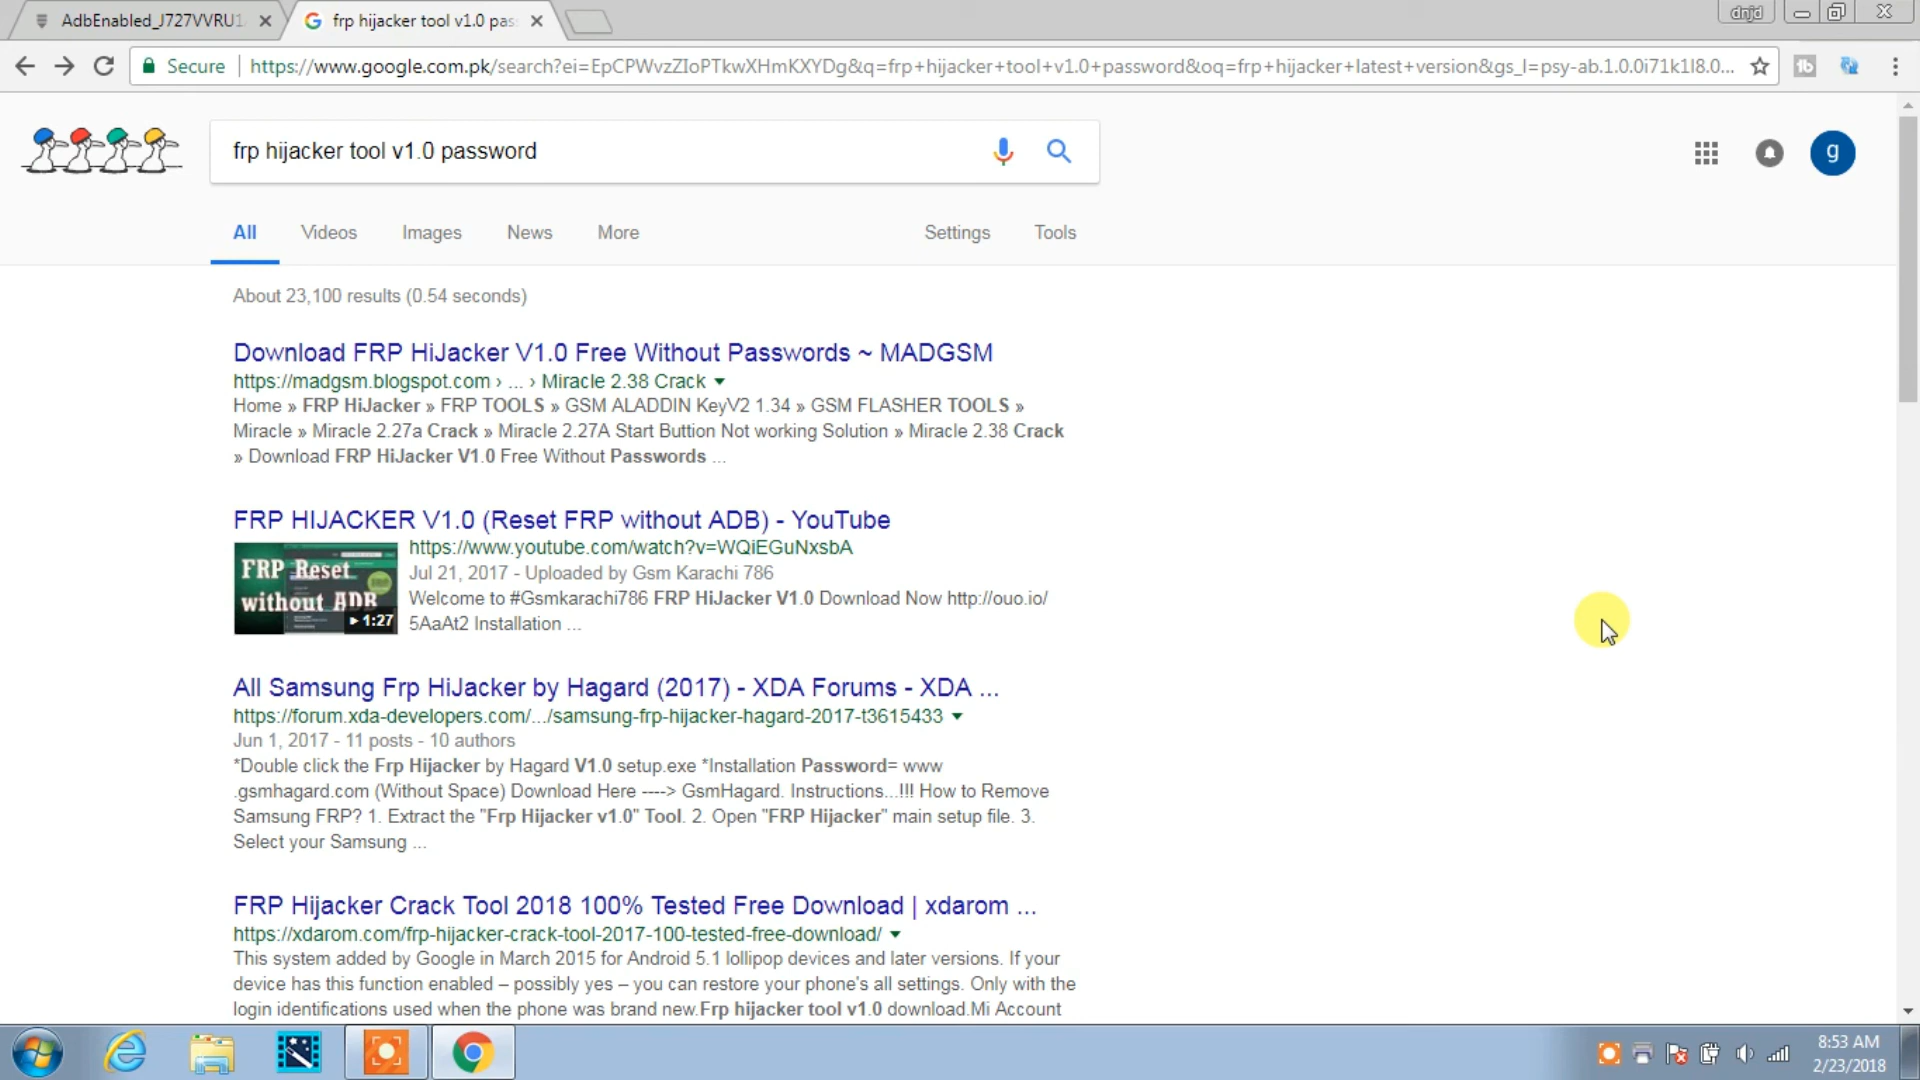 AdbEnabled_J727VVRU1
frp hijacker tool v1.0 pas
dnjd
Secure
https://www.google.com.pk/search?ei=EpCPWvzZIoPTkwXHmKXYDg&q=frp+hijacker+tool+v1.0+password&oq=frp+hijacker+latest+version&gs_l=psy-ab.1.0.0i71k1l8.0...
frp hijacker tool v1.0 password
g
All
Videos
Images
News
More
Settings
Tools
About 23,100 results (0.54 seconds)
Download FRP HiJacker V1.0 Free Without Passwords ~ MADGSM
https://madgsm.blogspot.com › ... › Miracle 2.38 Crack
Home » FRP HiJacker » FRP TOOLS » GSM ALADDIN KeyV2 1.34 » GSM FLASHER TOOLS »
Miracle » Miracle 2.27a Crack » Miracle 2.27A Start Buttion Not working Solution » Miracle 2.38 Crack
» Download FRP HiJacker V1.0 Free Without Passwords ...
FRP HIJACKER V1.0 (Reset FRP without ADB) - YouTube
FRP Reset
without ADB
1:27
https://www.youtube.com/watch?v=WQiEGuNxsbA
Jul 21, 2017 - Uploaded by Gsm Karachi 786
Welcome to #Gsmkarachi786 FRP HiJacker V1.0 Download Now http://ouo.io/
5AaAt2 Installation ...
All Samsung Frp HiJacker by Hagard (2017) - XDA Forums - XDA ...
https://forum.xda-developers.com/.../samsung-frp-hijacker-hagard-2017-t3615433
Jun 1, 2017 - 11 posts - 10 authors
*Double click the Frp Hijacker by Hagard V1.0 setup.exe *Installation Password= www
.gsmhagard.com (Without Space) Download Here ----> GsmHagard. Instructions...!!! How to Remove
Samsung FRP? 1. Extract the "Frp Hijacker v1.0" Tool. 2. Open "FRP Hijacker" main setup file. 3.
Select your Samsung ...
FRP Hijacker Crack Tool 2018 100% Tested Free Download | xdarom ...
https://xdarom.com/frp-hijacker-crack-tool-2017-100-tested-free-download/
This system added by Google in March 2015 for Android 5.1 lollipop devices and later versions. If your
device has this function enabled – possibly yes – you can restore your phone's all settings. Only with the
login identifications used when the phone was brand new.Frp hijacker tool v1.0 download.Mi Account
8:53 AM
2/23/2018